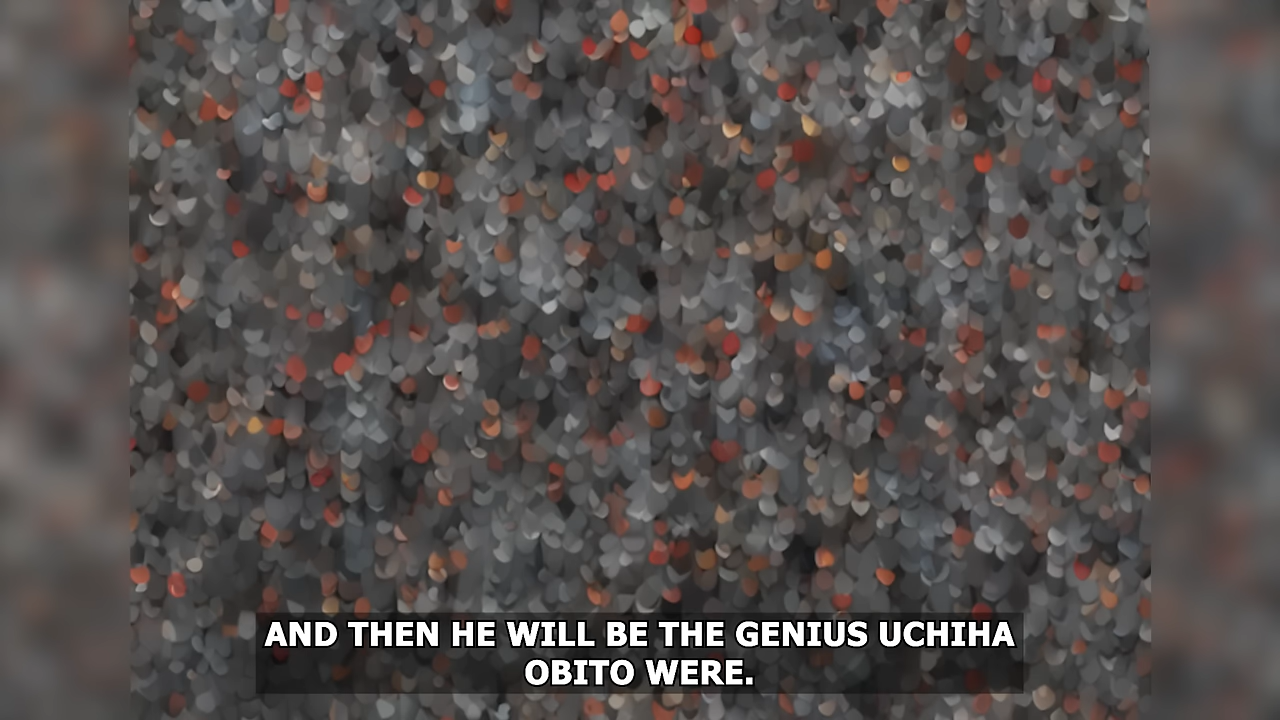 AND THEN HE WILL BE THE GENIUS UCHIHA
OBITO WERE.